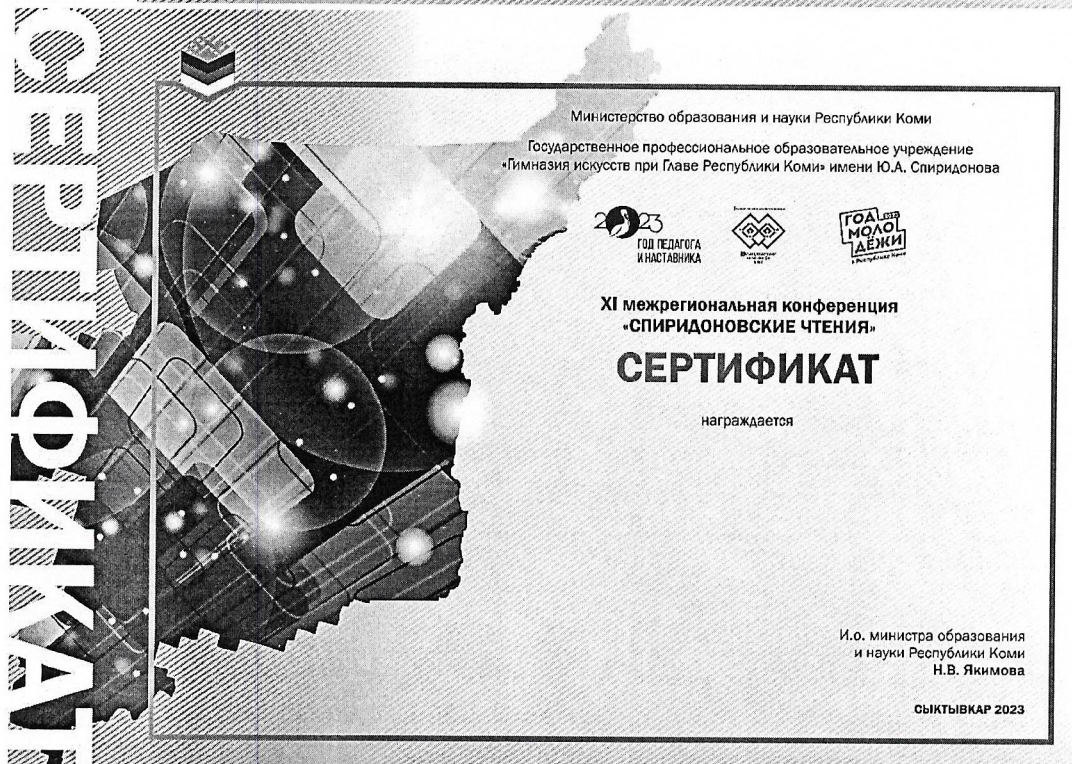 СЕРТИФИКАТ
Министерство образования и науки Республики Коми
Государственное профессиональное образовательное учреждение
«Гимназия искусств при Главе Республики Коми» имени Ю.А. Спиридонова
2023
ГОД ПЕДАГОГА
И НАСТАВНИКА
ГОД
МОЛО
ДЁЖИ
в Республике Коми
XI межрегиональная конференция
«СПИРИДОНОВСКИЕ ЧТЕНИЯ»
СЕРТИФИКАТ
награждается
И.о. министра образования
и науки Республики Коми
Н.В. Якимова
СЫКТЫВКАР 2023